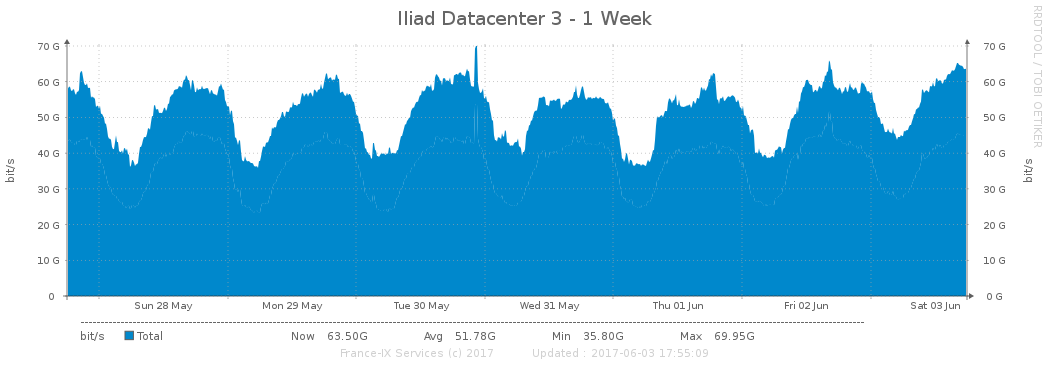 Iliad Datacenter 3 - 1 Week
RRDTOOL / TOBI OETIKER
70 G 70 G
60 G 60 G
50 G 50 G
40 G 40 G
30 G 30 G
20 G 20 G
10 G 10 G
0 0 G
bit/s bit/s
Sun 28 May Mon 29 May Tue 30 May Wed 31 May Thu 01 Jun Fri 02 Jun Sat 03 Jun
bit/s Total Now 63.50G Avg 51.78G Min 35.80G Max 69.95G
France-IX Services (c) 2017 Updated : 2017-06-03 17:55:09